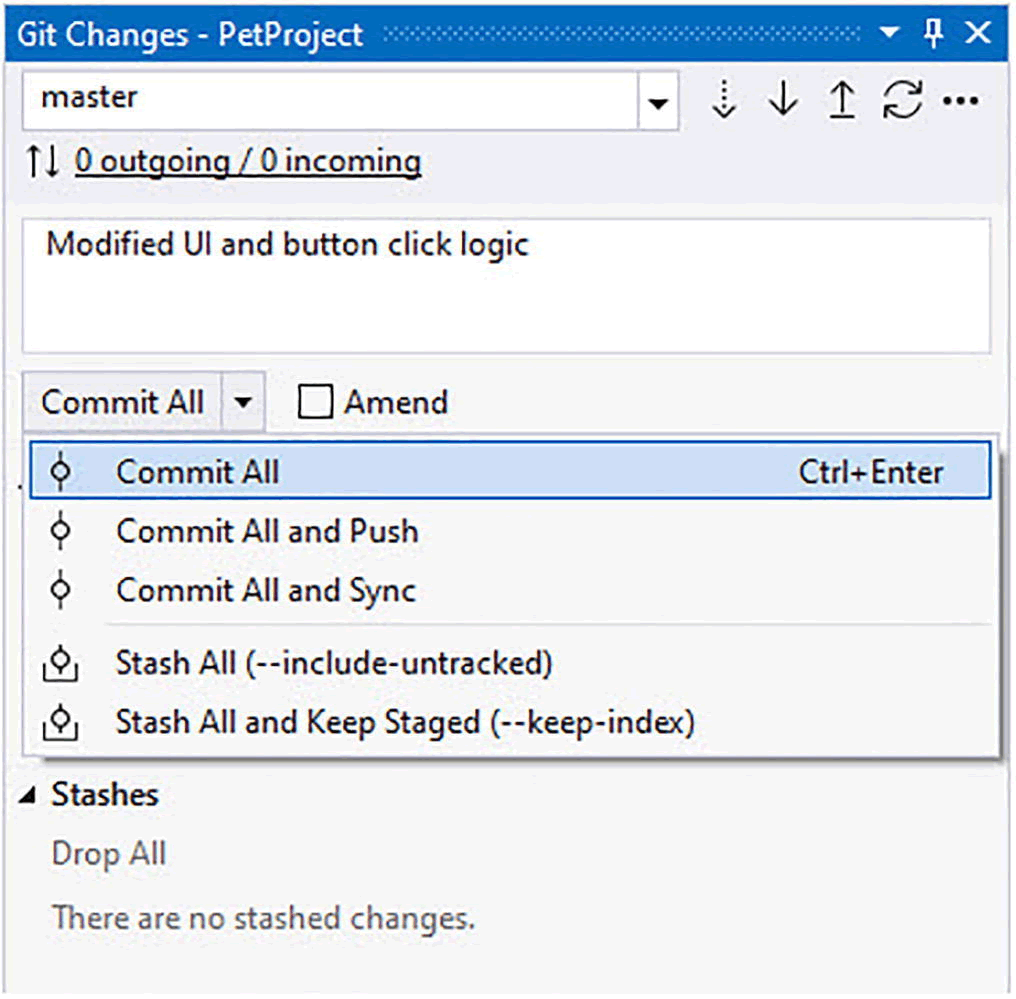 Git Changes - PetProject
master
0 outgoing / 0 incoming
Modified UI and button click logic
Commit All
Amend
Commit All Ctrl+Enter
Commit All and Push
Commit All and Sync
Stash All (--include-untracked)
Stash All and Keep Staged (--keep-index)
Stashes
Drop All
There are no stashed changes.